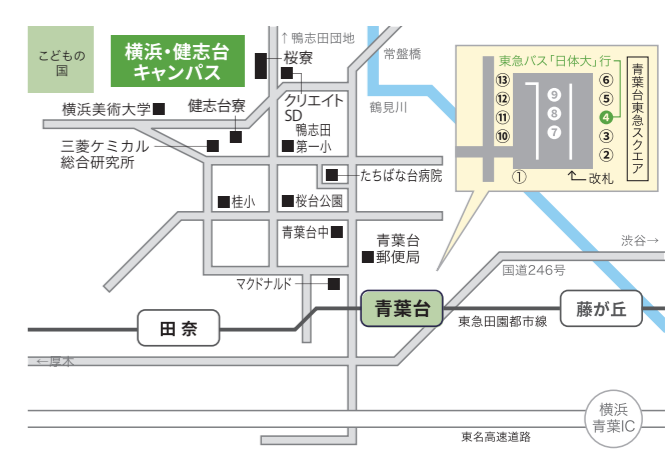 こどもの
国
横浜・健志台
キャンパス
↑鴨志田団地
桜寮
常盤橋
クリエイト
SD
横浜美術大学
健志台寮
鶴見川
鴨志田
第一小
三菱ケミカル
総合研究所
たちばな台病院
桂小
桜台公園
青葉台中
青葉台
郵便局
マクドナルド
東急バス「日体大」行
⑬
⑫
⑪
⑩
⑨
⑧
⑦
⑥
⑤
④
③
②
①
改札
青葉台東急スクエア
渋谷→
国道246号
青葉台
田奈
藤が丘
東急田園都市線
←厚木
横浜
青葉IC
東名高速道路